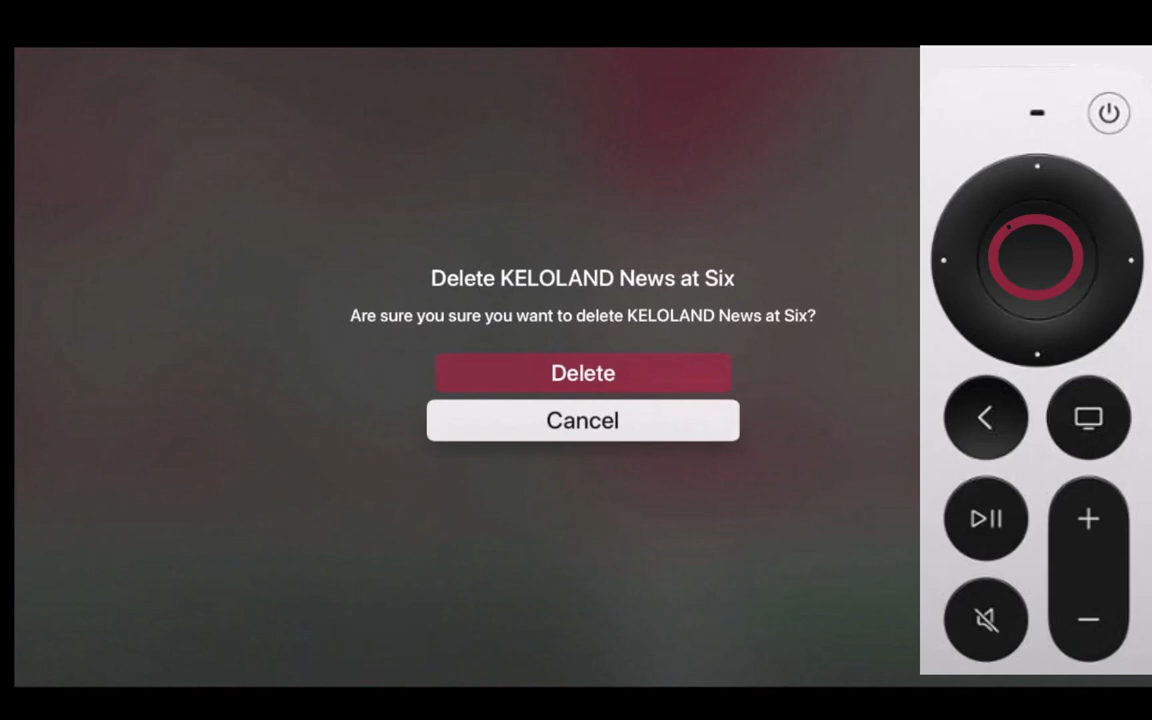 Delete KELOLAND News at Six
Are sure you sure you want to delete KELOLAND News at Six?
Delete
Cancel